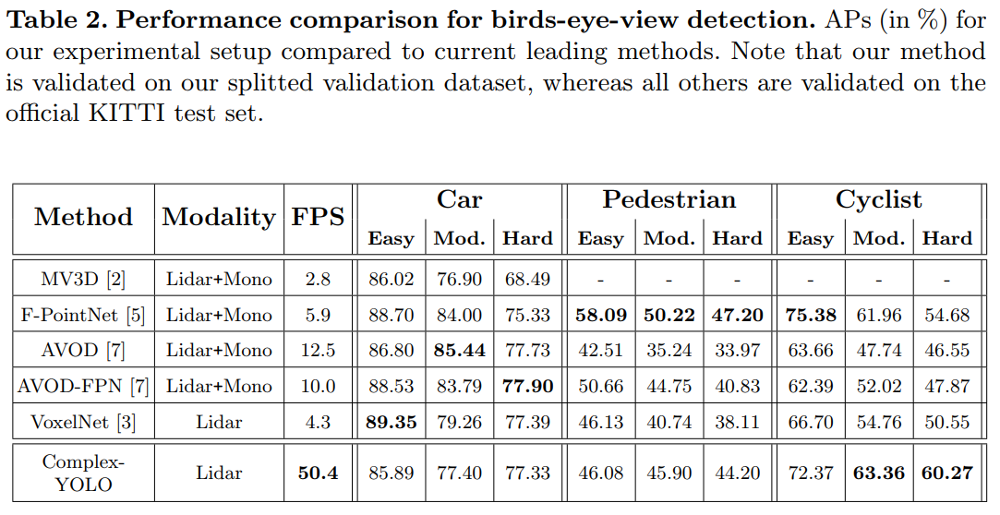 Table 2. Performance comparison for birds-eye-view detection. APs (in %) for
our experimental setup compared to current leading methods. Note that our method
is validated on our splitted validation dataset, whereas all others are validated on the
official KITTI test set.
Method Modality FPS Car Pedestrian Cyclist
Easy Mod. Hard Easy Mod. Hard Easy Mod. Hard
MV3D [2] Lidar+Mono 2.8 86.02 76.90 68.49 - - - - - -
F-PointNet [5] Lidar+Mono 5.9 88.70 84.00 75.33 58.09 50.22 47.20 75.38 61.96 54.68
AVOD [7] Lidar+Mono 12.5 86.80 85.44 77.73 42.51 35.24 33.97 63.66 47.74 46.55
AVOD-FPN [7] Lidar+Mono 10.0 88.53 83.79 77.90 50.66 44.75 40.83 62.39 52.02 47.87
VoxelNet [3] Lidar 4.3 89.35 79.26 77.39 46.13 40.74 38.11 66.70 54.76 50.55
Complex-
YOLO Lidar 50.4 85.89 77.40 77.33 46.08 45.90 44.20 72.37 63.36 60.27